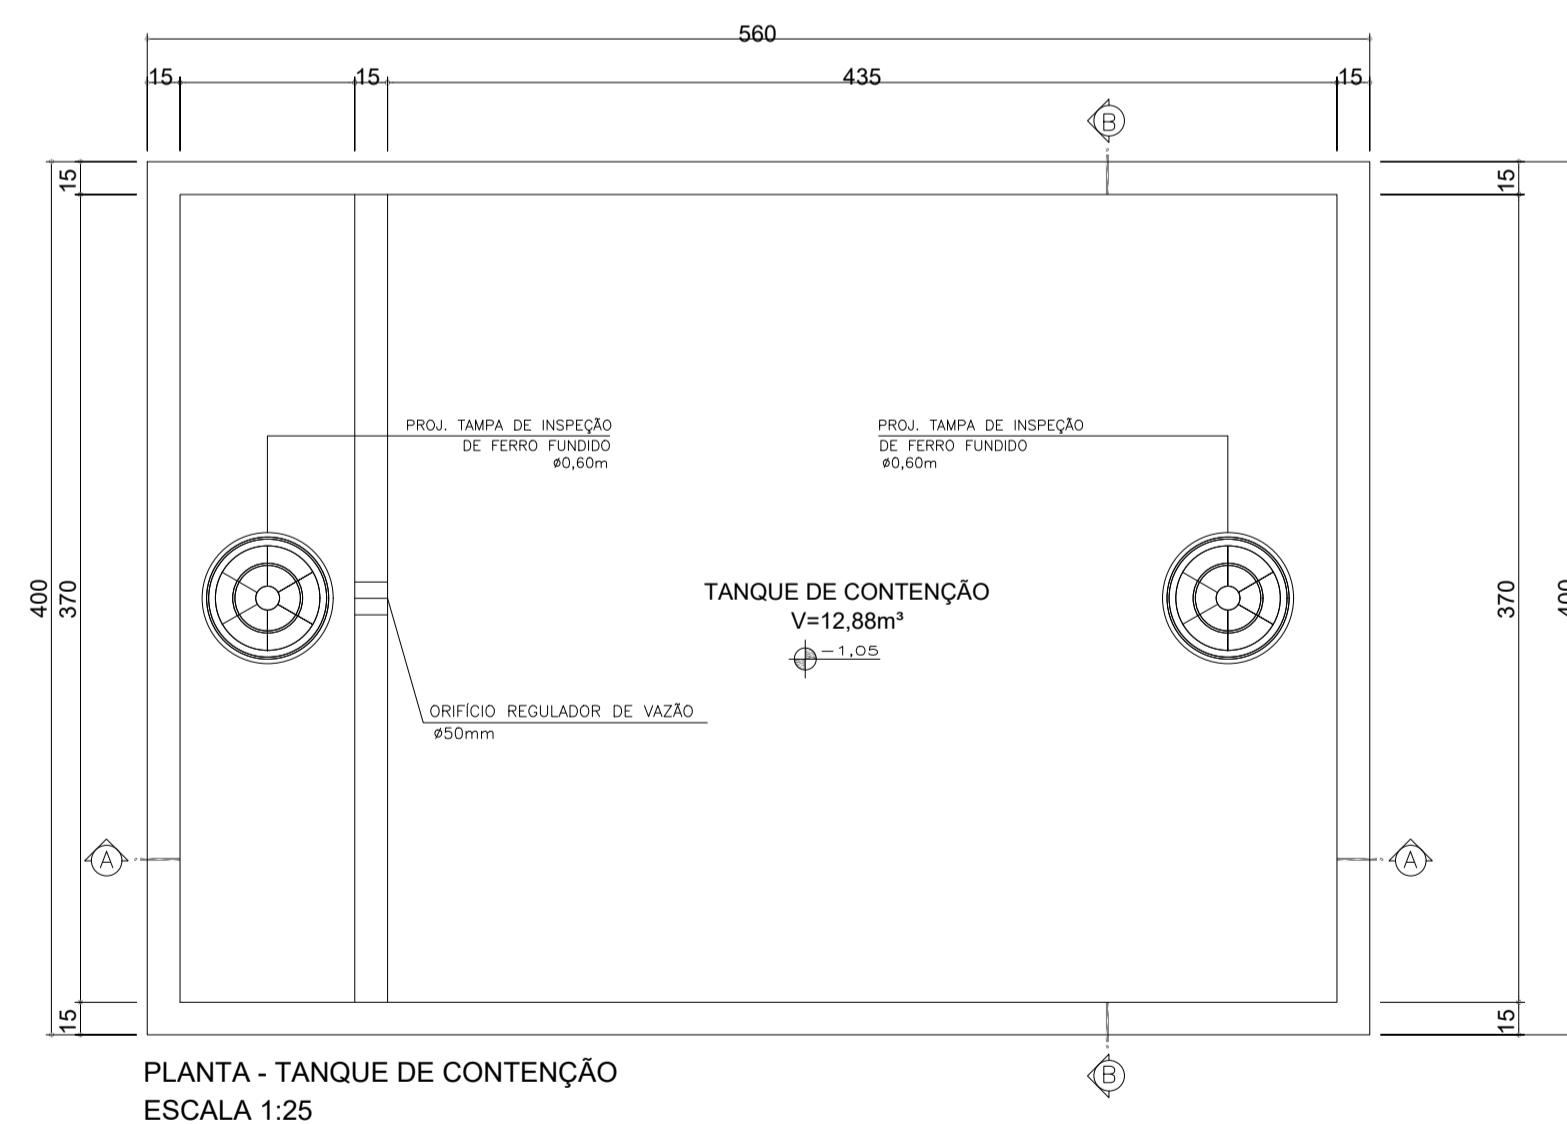 560
15
15
435
15
B
15
15
PROJ. TAMPA DE INSPEÇÃO
DE FERRO FUNDIDO
ø0,60m
PROJ. TAMPA DE INSPEÇÃO
DE FERRO FUNDIDO
ø0,60m
400
370
TANQUE DE CONTENÇÃO
V=12,88m³
-1,05
370
400
ORIFÍCIO REGULADOR DE VAZÃO
ø50mm
A
A
15
15
B
PLANTA - TANQUE DE CONTENÇÃO
ESCALA 1:25